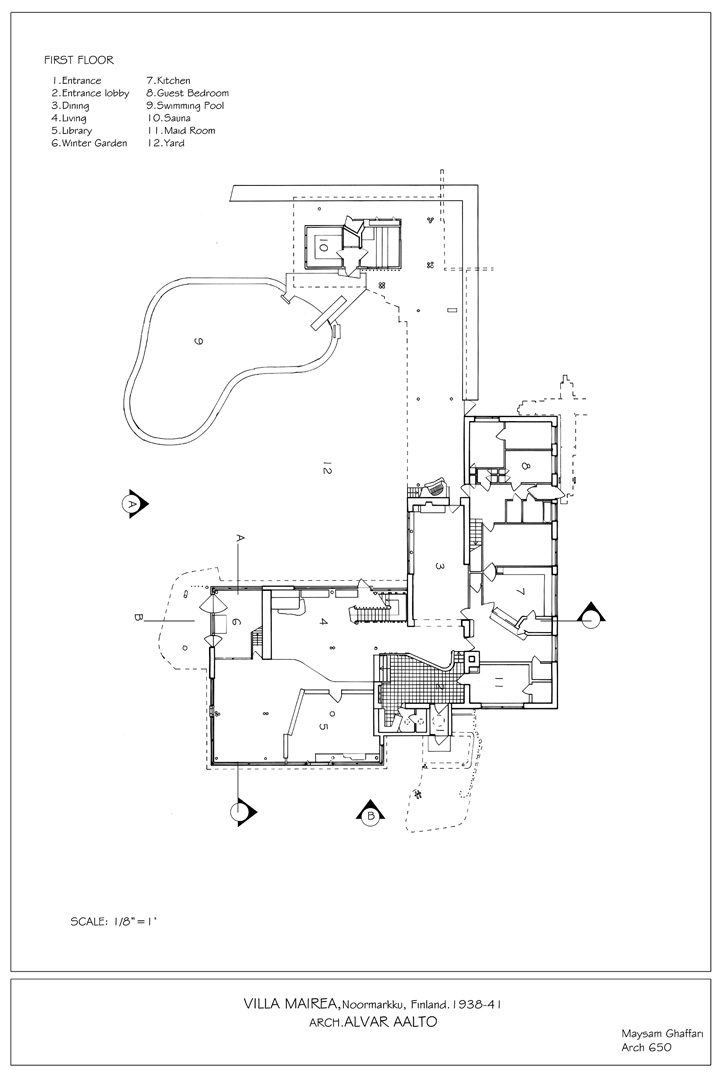 FIRST FLOOR
1.Entrance
2.Entrance lobby
3.Dining
4.Living
5.Library
6.Winter Garden
7.Kitchen
8.Guest Bedroom
9.Swimming Pool
10.Sauna
11.Maid Room
12.Yard
10
9
12
8
3
A
7
A
B
6
4
11
2
5
1
B
SCALE: 1/8"=1'
VILLA MAIREA,Noormarkku, Finland.1938-41
ARCH.ALVAR AALTO
Maysam Ghaffari
Arch 650